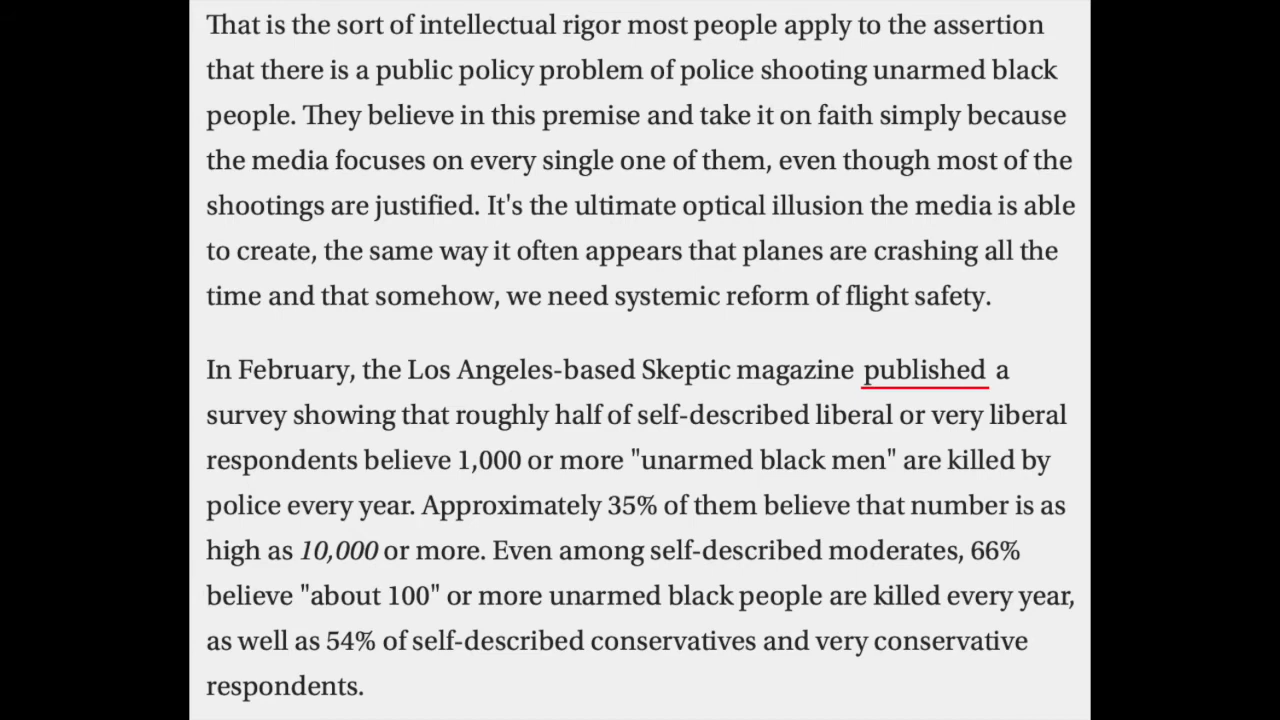 That is the sort of intellectual rigor most people apply to the assertion
that there is a public policy problem of police shooting unarmed black
people. They believe in this premise and take it on faith simply because
the media focuses on every single one of them, even though most of the
shootings are justified. It's the ultimate optical illusion the media is able
to create, the same way it often appears that planes are crashing all the
time and that somehow, we need systemic reform of flight safety.
In February, the Los Angeles-based Skeptic magazine published a
survey showing that roughly half of self-described liberal or very liberal
respondents believe 1,000 or more "unarmed black men" are killed by
police every year. Approximately 35% of them believe that number is as
high as 10,000 or more. Even among self-described moderates, 66%
believe "about 100" or more unarmed black people are killed every year,
as well as 54% of self-described conservatives and very conservative
respondents.